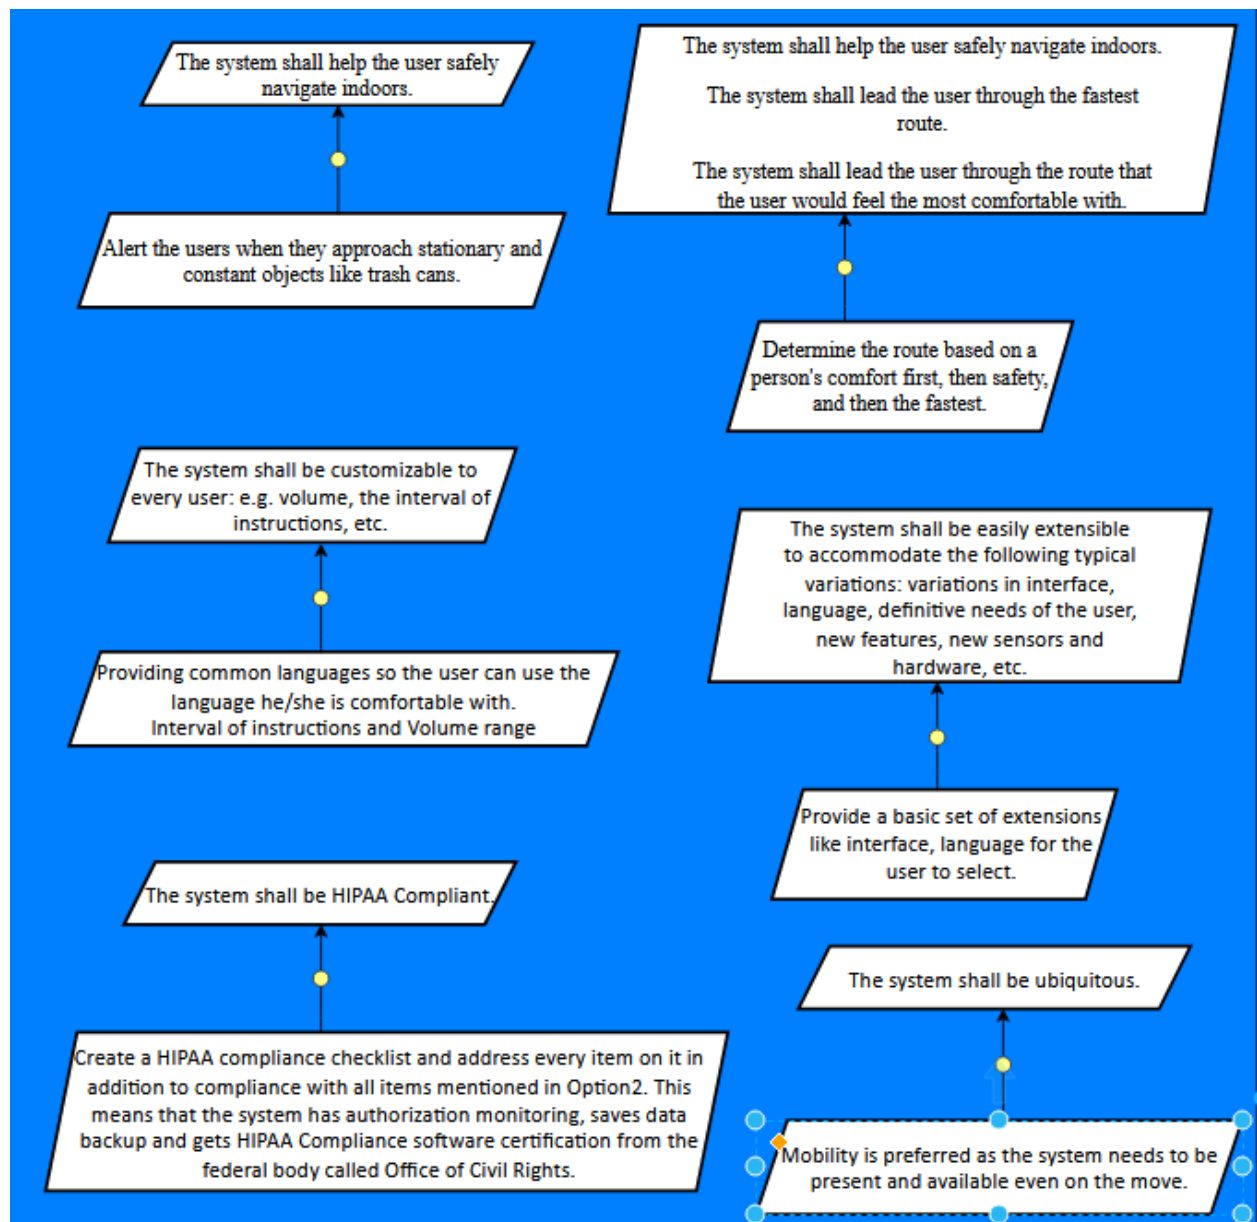 The system shall help the user safely
navigate indoors.
Alert the users when they approach stationary and
constant objects like trash cans.
The system shall help the user safely navigate indoors.
The system shall lead the user through the fastest
route.
The system shall lead the user through the route that
the user would feel the most comfortable with.
Determine the route based on a
person's comfort first, then safety,
and then the fastest.
The system shall be customizable to
every user: e.g. volume, the interval of
instructions, etc.
Providing common languages so the user can use the
language he/she is comfortable with.
Interval of instructions and Volume range
The system shall be easily extensible
to accommodate the following typical
variations: variations in interface,
language, definitive needs of the user,
new features, new sensors and
hardware, etc.
Provide a basic set of extensions
like interface, language for the
user to select.
The system shall be HIPAA Compliant.
Create a HIPAA compliance checklist and address every item on it in
addition to compliance with all items mentioned in Option2. This
means that the system has authorization monitoring, saves data
backup and gets HIPAA Compliance software certification from the
federal body called Office of Civil Rights.
The system shall be ubiquitous.
Mobility is preferred as the system needs to be
present and available even on the move.